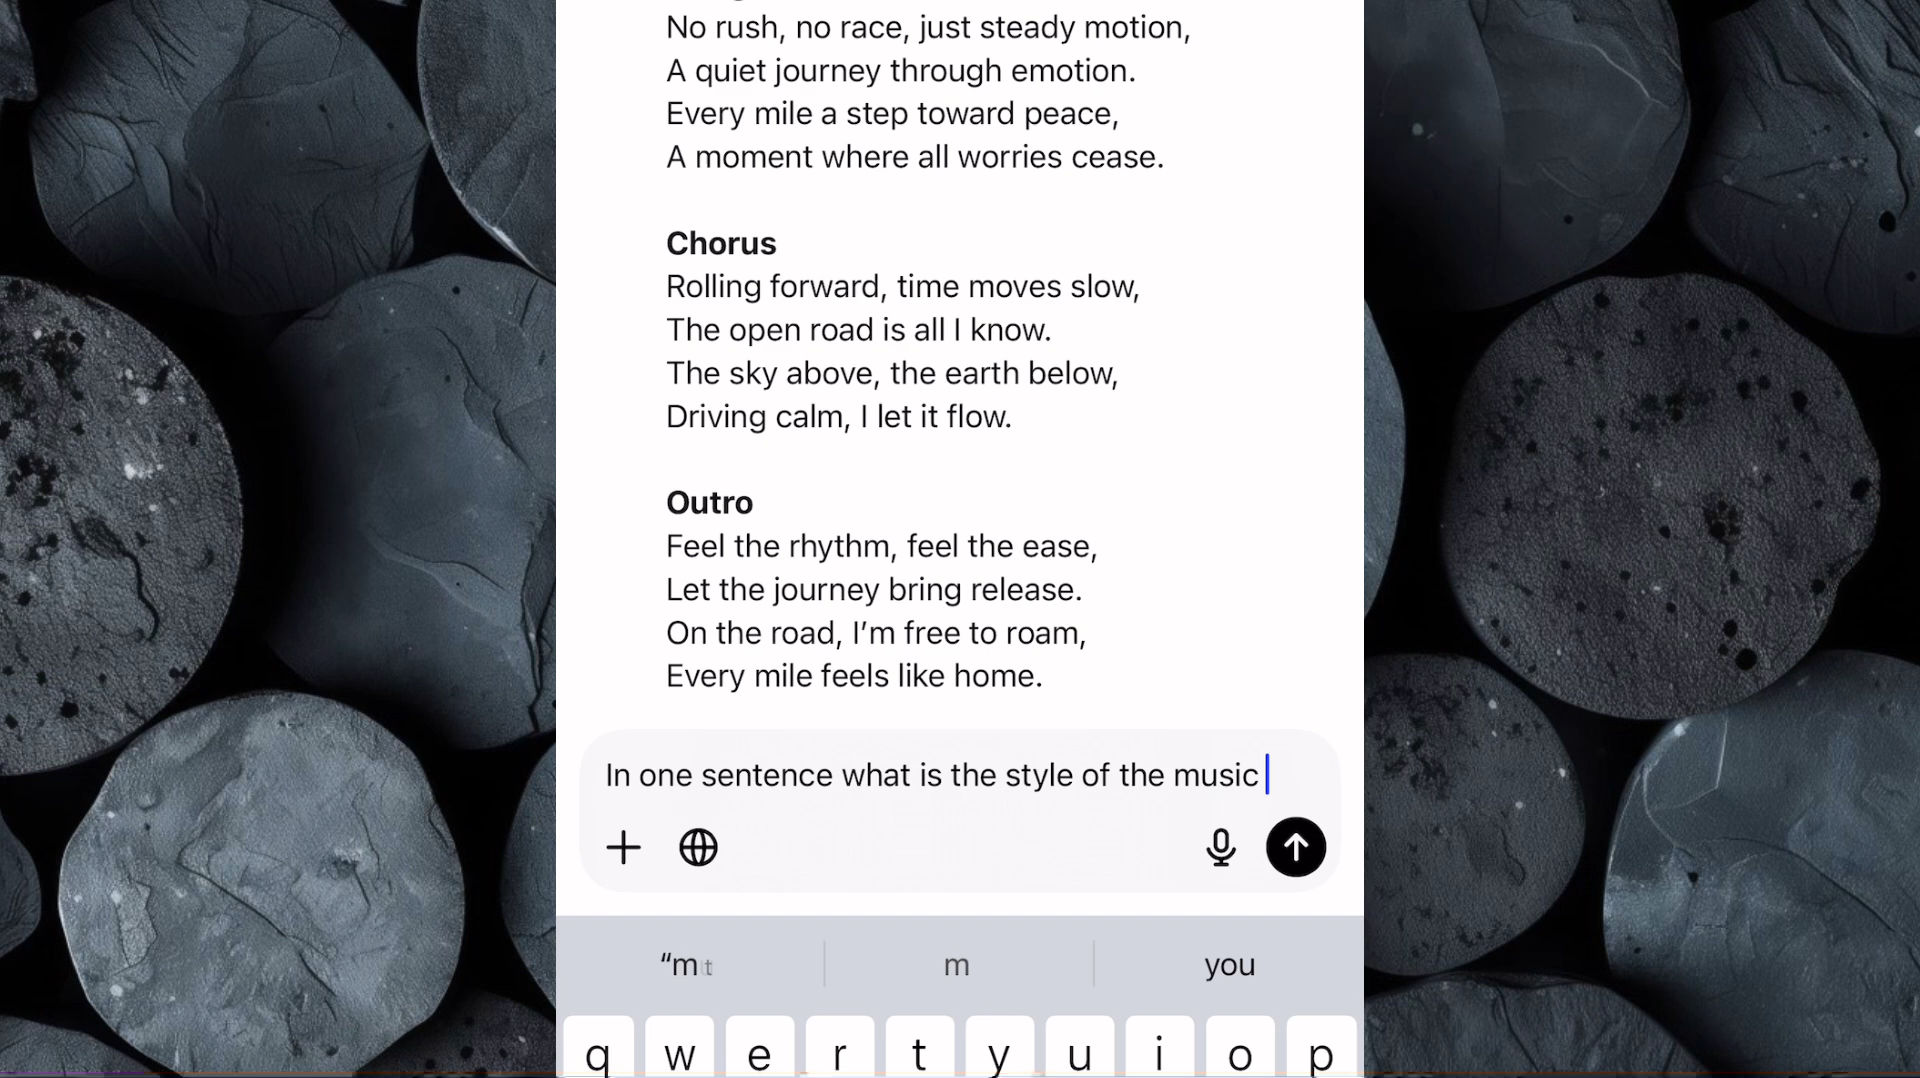 No rush, no race, just steady motion,
A quiet journey through emotion.
Every mile a step toward peace,
A moment where all worries cease.
Chorus
Rolling forward, time moves slow,
The open road is all I know.
The sky above, the earth below,
Driving calm, I let it flow.
Outro
Feel the rhythm, feel the ease,
Let the journey bring release.
On the road, I’m free to roam,
Every mile feels like home.
In one sentence what is the style of the music
m you
q w e r t y u i o p